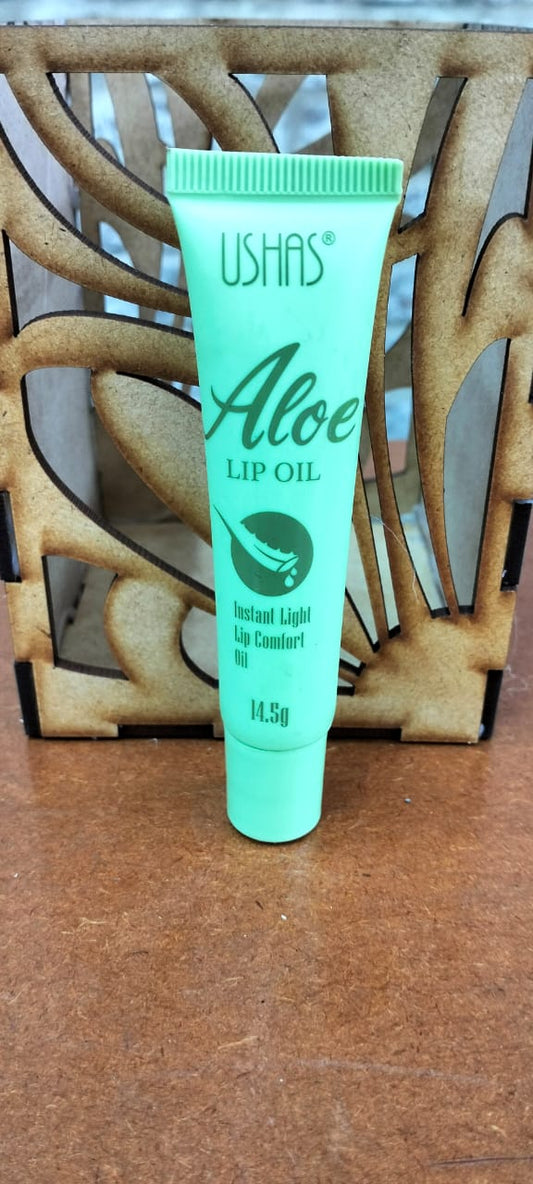 USHAS®
Aloe
LIP OIL
Instant Light
Lip Comfort
Oil
14.5g